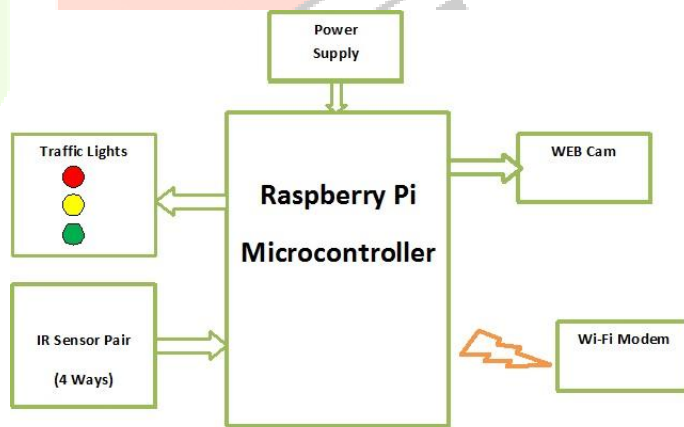 Power
Supply
Traffic Lights
WEB Cam
Raspberry Pi
Microcontroller
IR Sensor Pair
(4 Ways)
Wi-Fi Modem